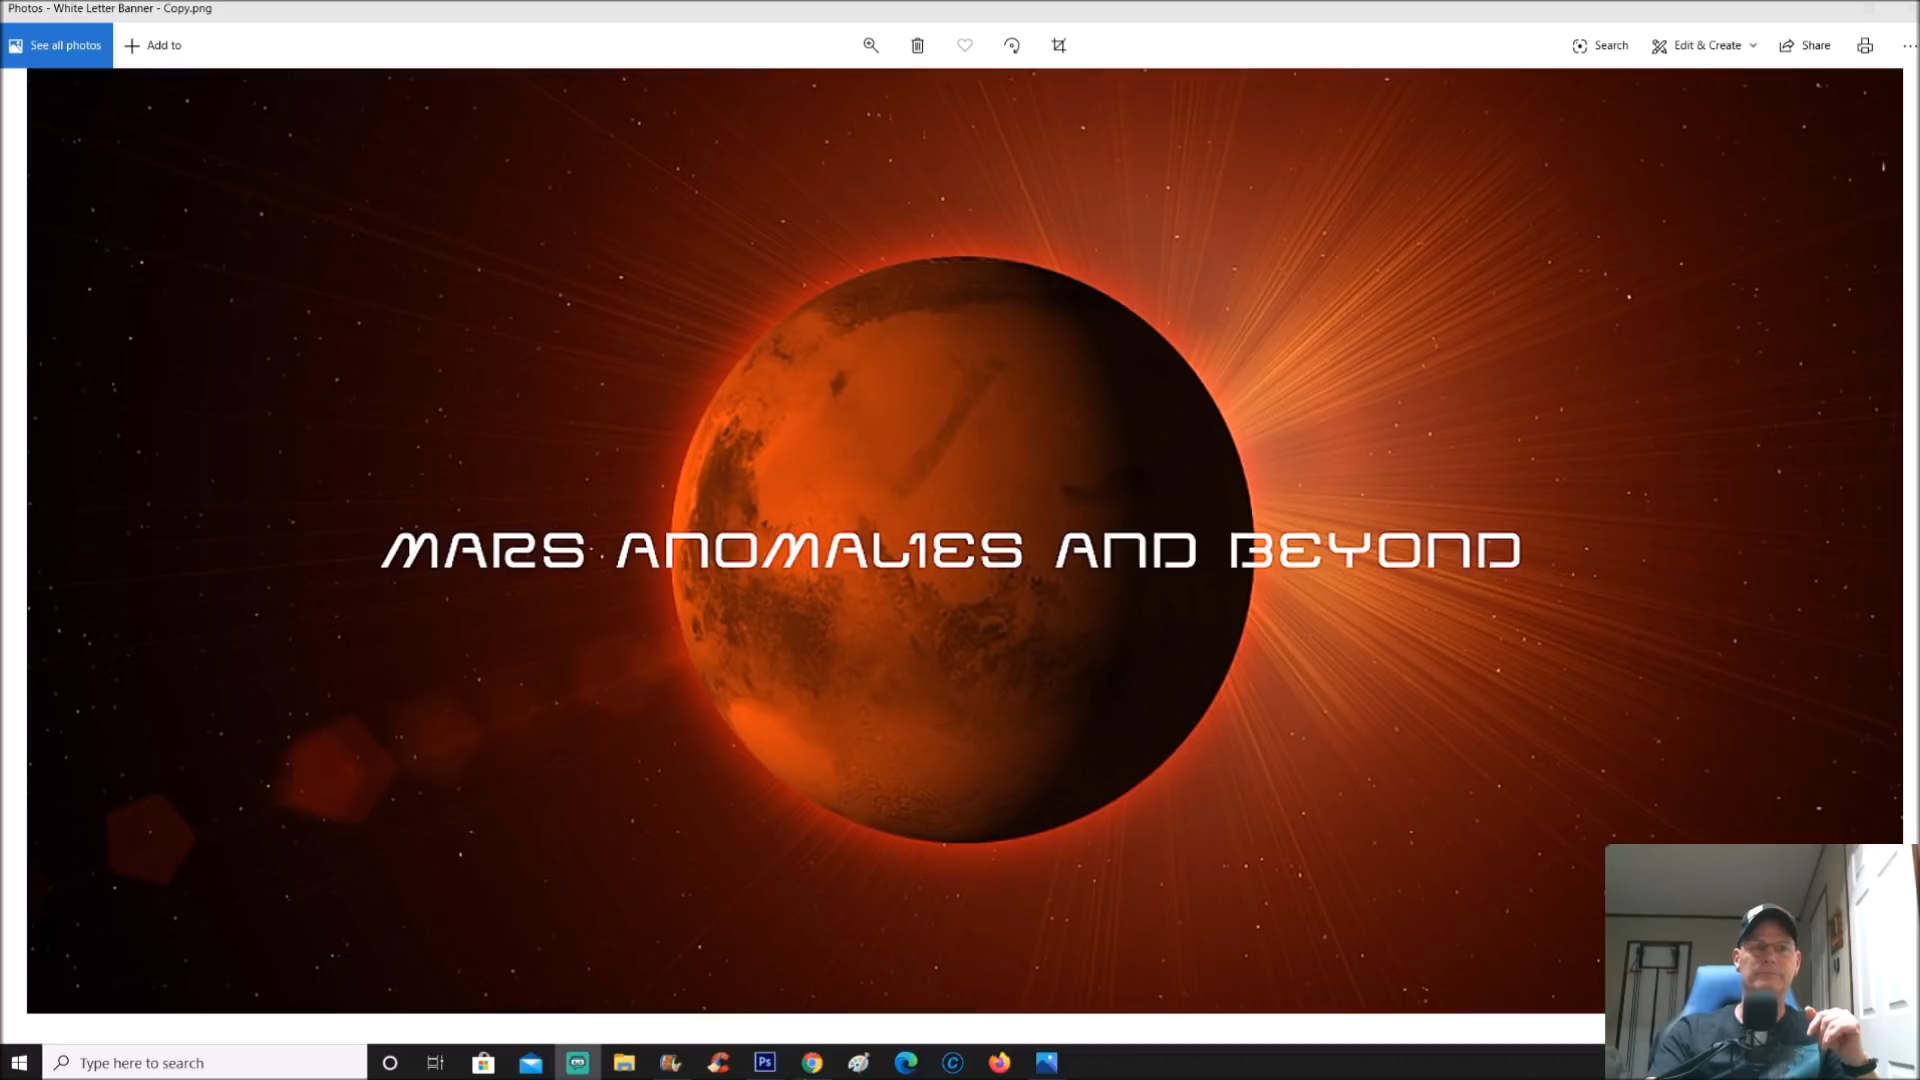 Photos - White Letter Banner - Copy.png
See all photos
Add to
Search
Edit & Create
Share
MARS ANOMALIES AND BEYOND
Type here to search
Ps